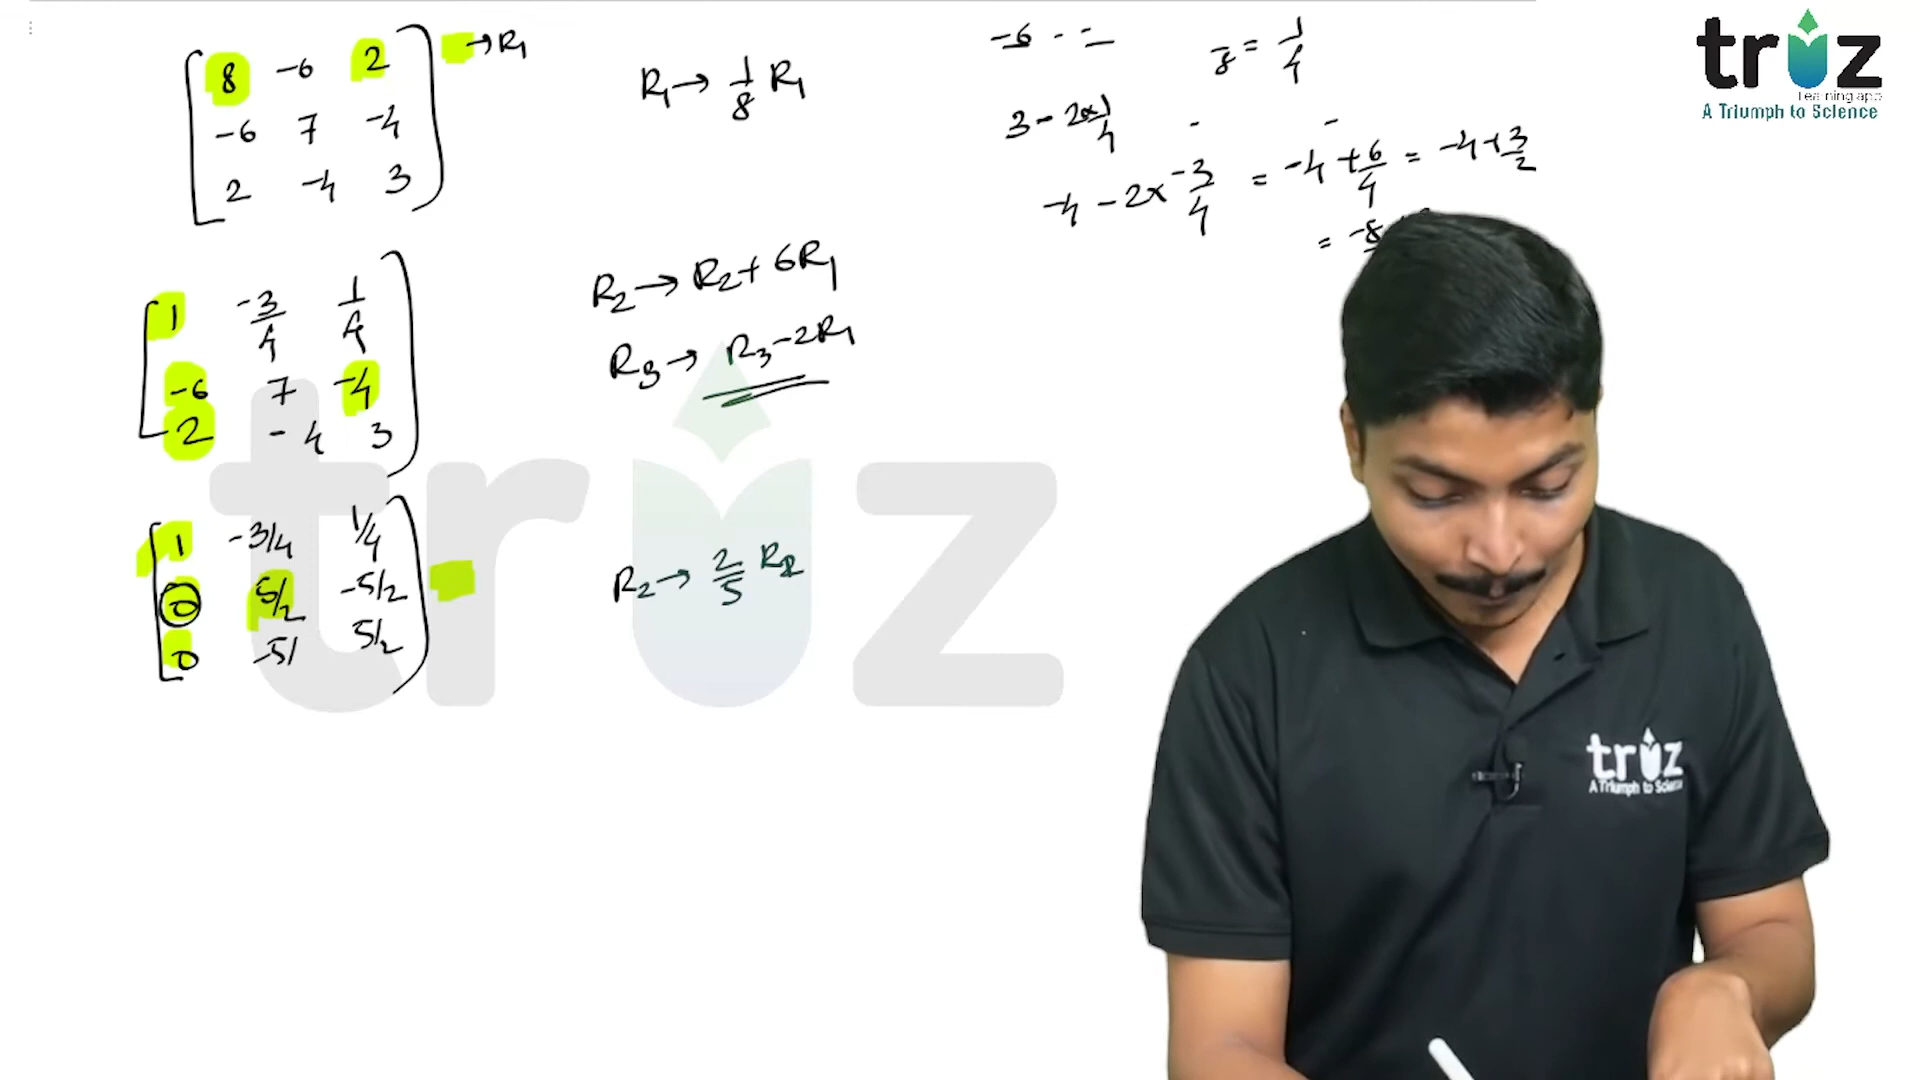 8 -6 2 → R1
-6 7 -4
2 -4 3
R1 → 1/8 R1
-6
3 - 2x1/4
8 = 1/4
-4 - 2x -3/4 = -4 + 6/4 = -4 + 3/2
= -8
1 -3/4 1/4
-6 7 -4
2 -4 3
R2 → R2 + 6R1
R3 → R3 - 2R1
1 -3/4 1/4
0 5/2 -5/2
0 -5/ 5/2
R2 → 2/5 R2
truz
Learning app
A Triumph to Science
truz
truz
A Triumph to Science